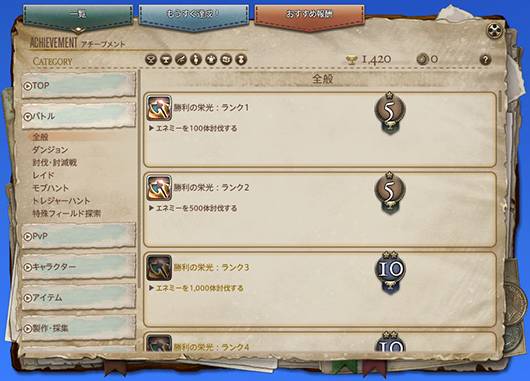 一覧
もうすぐ達成！
おすすめ報酬
ACHIEVEMENT アチーブメント
CATEGORY
1,420
0
?
TOP
バトル
全般
ダンジョン
討伐・討滅戦
レイド
モブハント
トレジャーハント
特殊フィールド探索
PvP
キャラクター
アイテム
製作・採集
全般
勝利の栄光：ランク1
▶エネミーを100体討伐する
5
勝利の栄光：ランク2
▶エネミーを500体討伐する
5
勝利の栄光：ランク3
▶エネミーを1,000体討伐する
10
勝利の栄光：ランク4
10